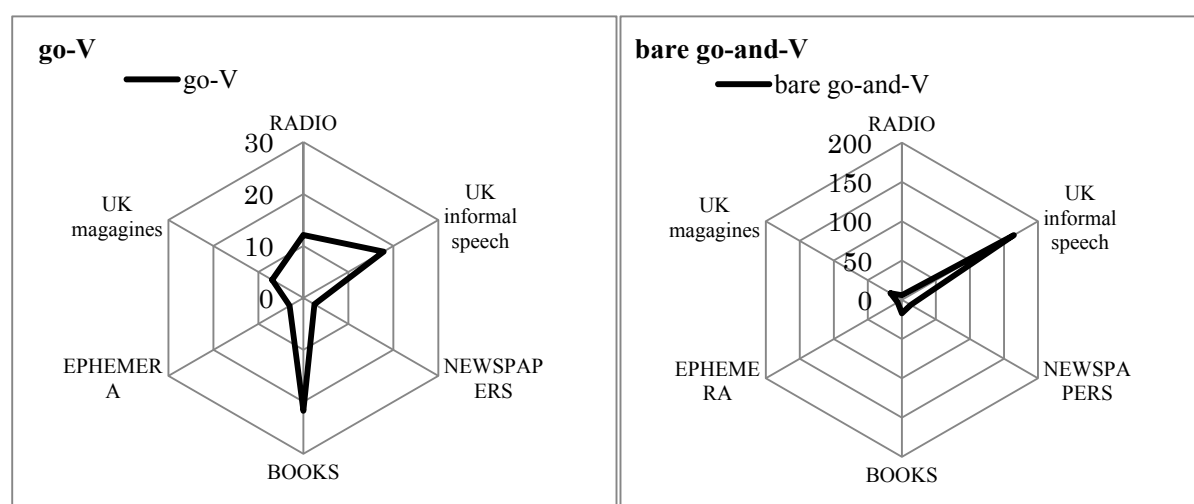 go-V
go-V
RADIO
30
20
10
0
UK
informal
speech
NEWSPAP
ERS
BOOKS
EPHEMER
A
UK
magagines
bare go-and-V
bare go-and-V
RADIO
200
150
100
50
0
UK
informal
speech
NEWSPA
PERS
BOOKS
EPHEME
RA
UK
magagines